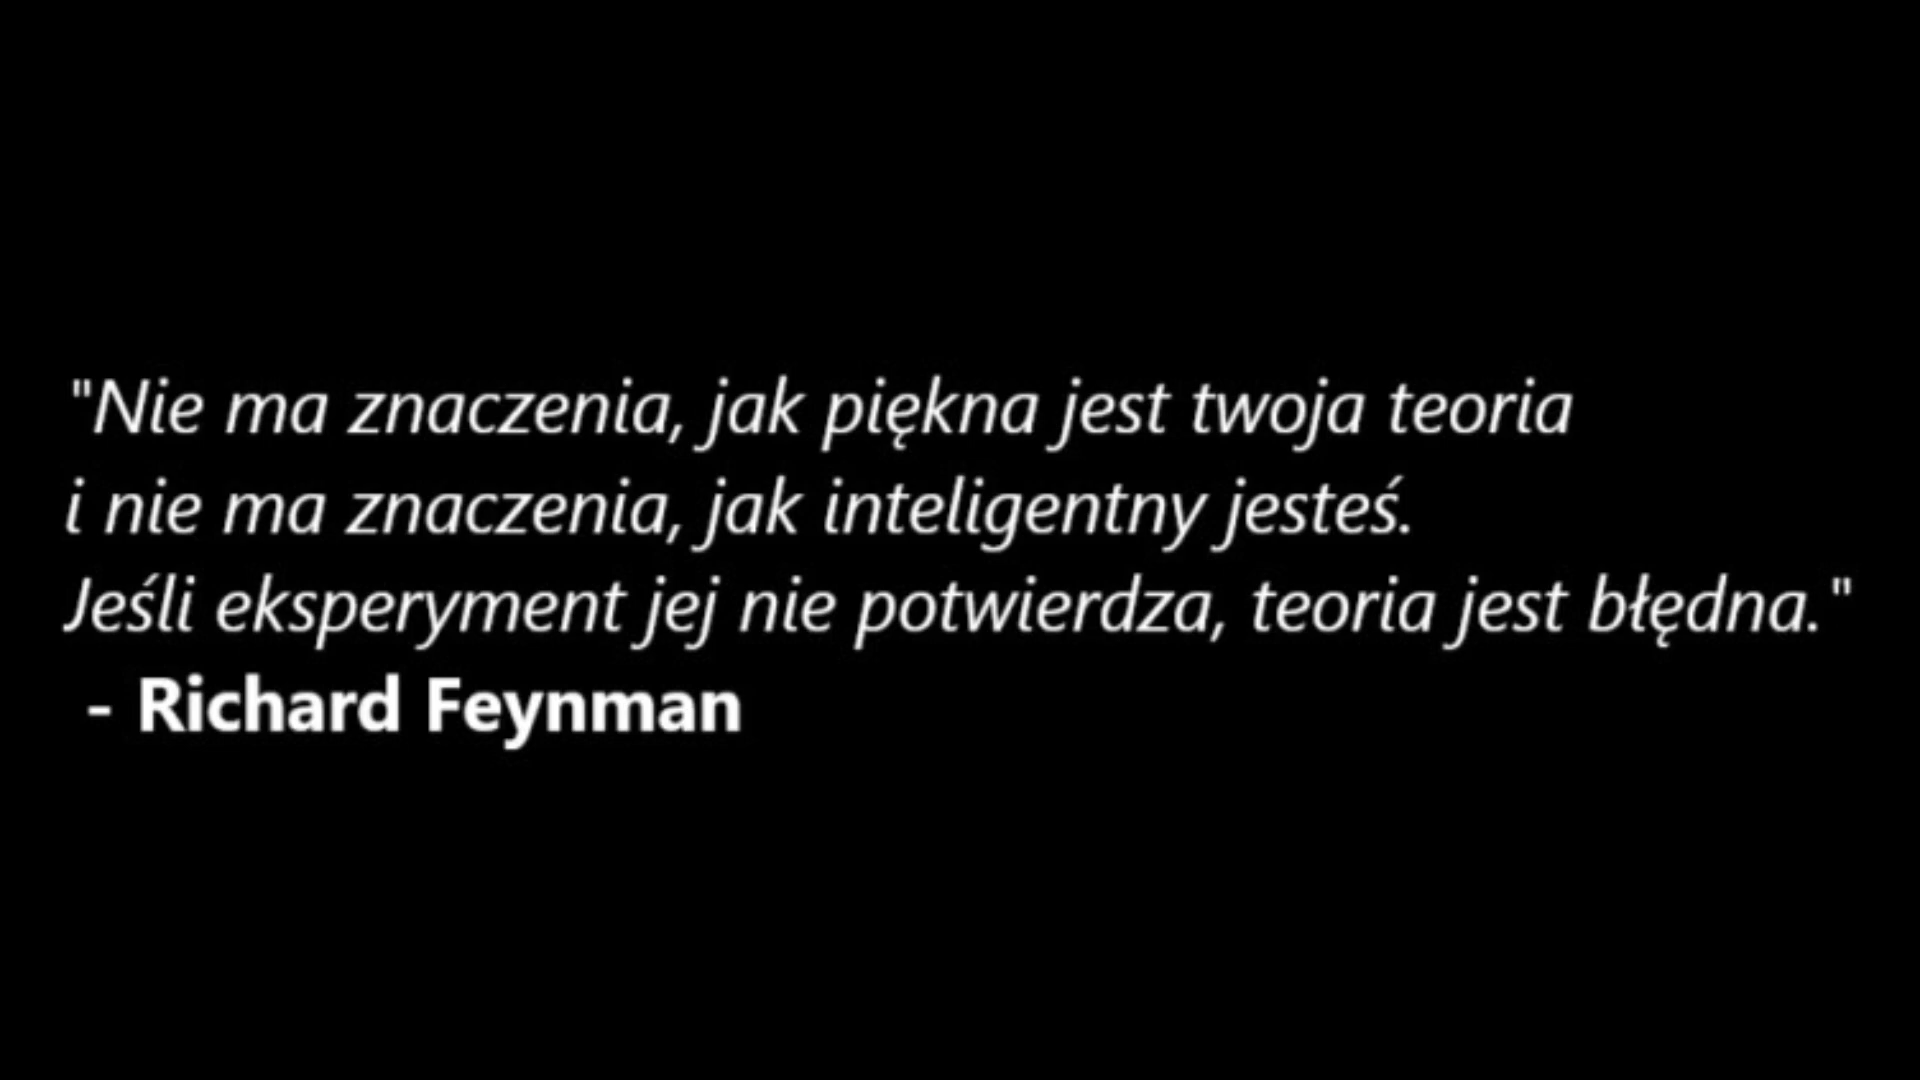 "Nie ma znaczenia, jak piękna jest twoja teoria
i nie ma znaczenia, jak inteligentny jesteś.
Jeśli eksperyment jej nie potwierdza, teoria jest błędna."
- Richard Feynman